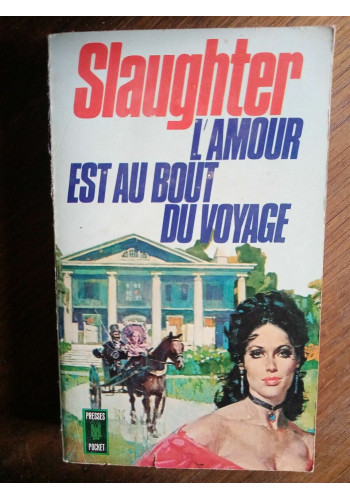 Slaughter
L'AMOUR
EST AU BOUT
DU VOYAGE
PRESSES
POCKET